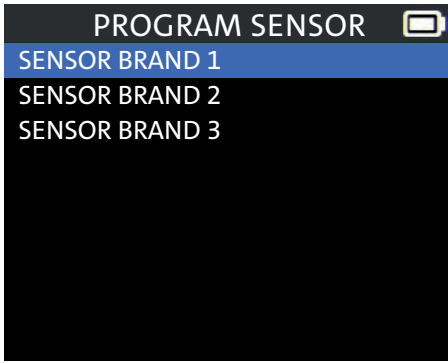 PROGRAM SENSOR
SENSOR BRAND 1
SENSOR BRAND 2
SENSOR BRAND 3